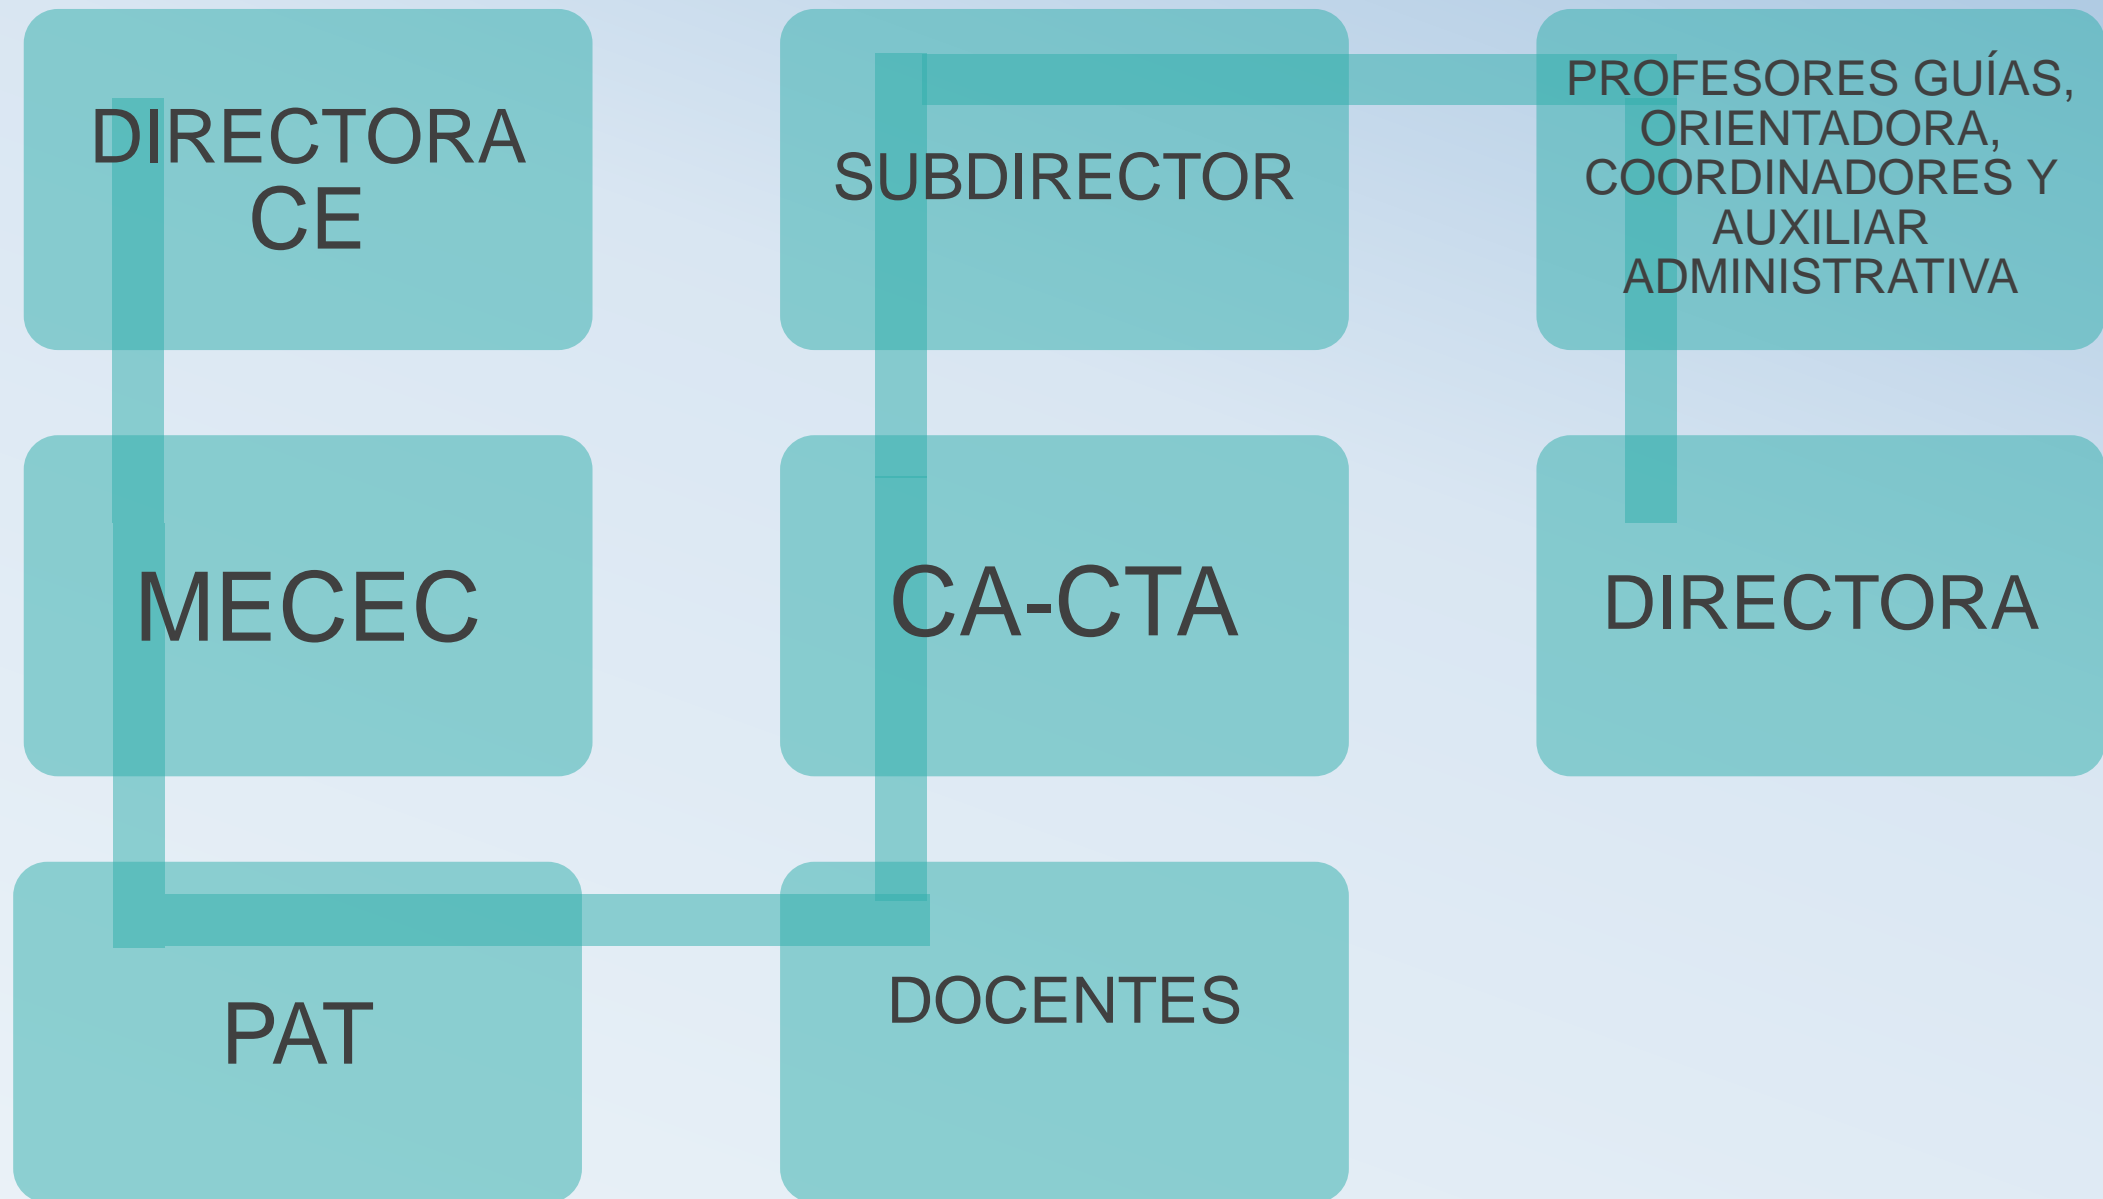 DIRECTORA
CE
MECEC
PAT
DOCENTES
CA-CTA
SUBDIRECTOR
PROFESORES GUÍAS,
ORIENTADORA,
COORDINADORES Y
AUXILIAR
ADMINISTRATIVA
DIRECTORA